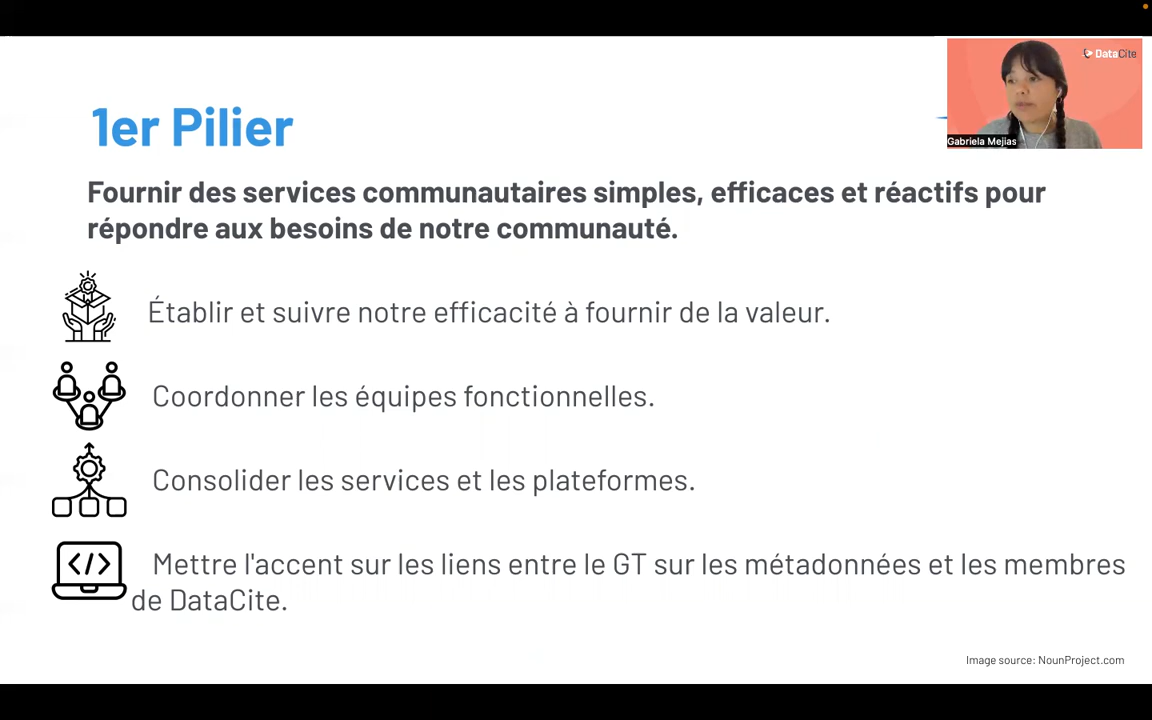 DataCite
Gabriela Mejias
1er Pilier
Fournir des services communautaires simples, efficaces et réactifs pour
répondre aux besoins de notre communauté.
Établir et suivre notre efficacité à fournir de la valeur.
Coordonner les équipes fonctionnelles.
Consolider les services et les plateformes.
Mettre l'accent sur les liens entre le GT sur les métadonnées et les membres
de DataCite.
Image source: NounProject.com